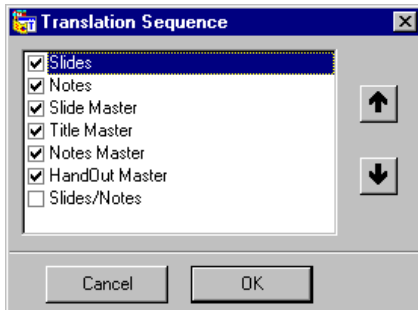 Translation Sequence
Slides
Notes
Slide Master
Title Master
Notes Master
HandOut Master
Slides/Notes
Cancel OK